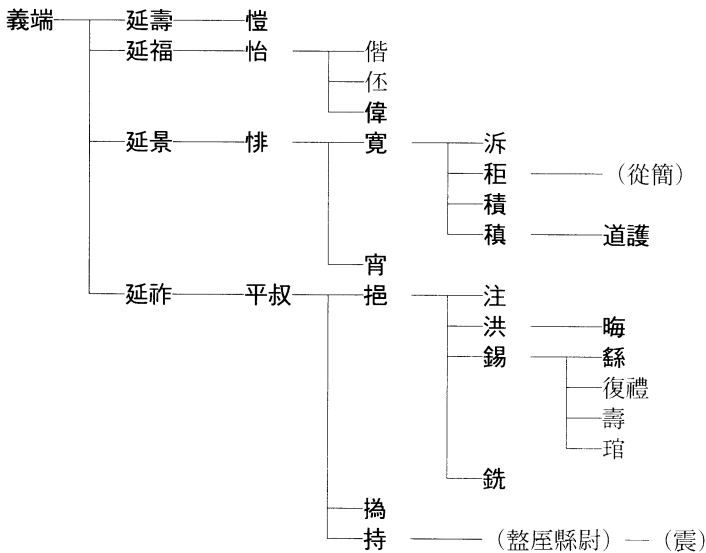 義端 延壽 愷
延福 怡 偕
伾
偉
延景 悱 寬 泝
秬 (從簡)
積
稹 道護
宵
延祚 平叔 挹 注
洪 晦
錫 繇
復禮
壽
琯
銑
撝
持 (盩厔縣尉) (震)